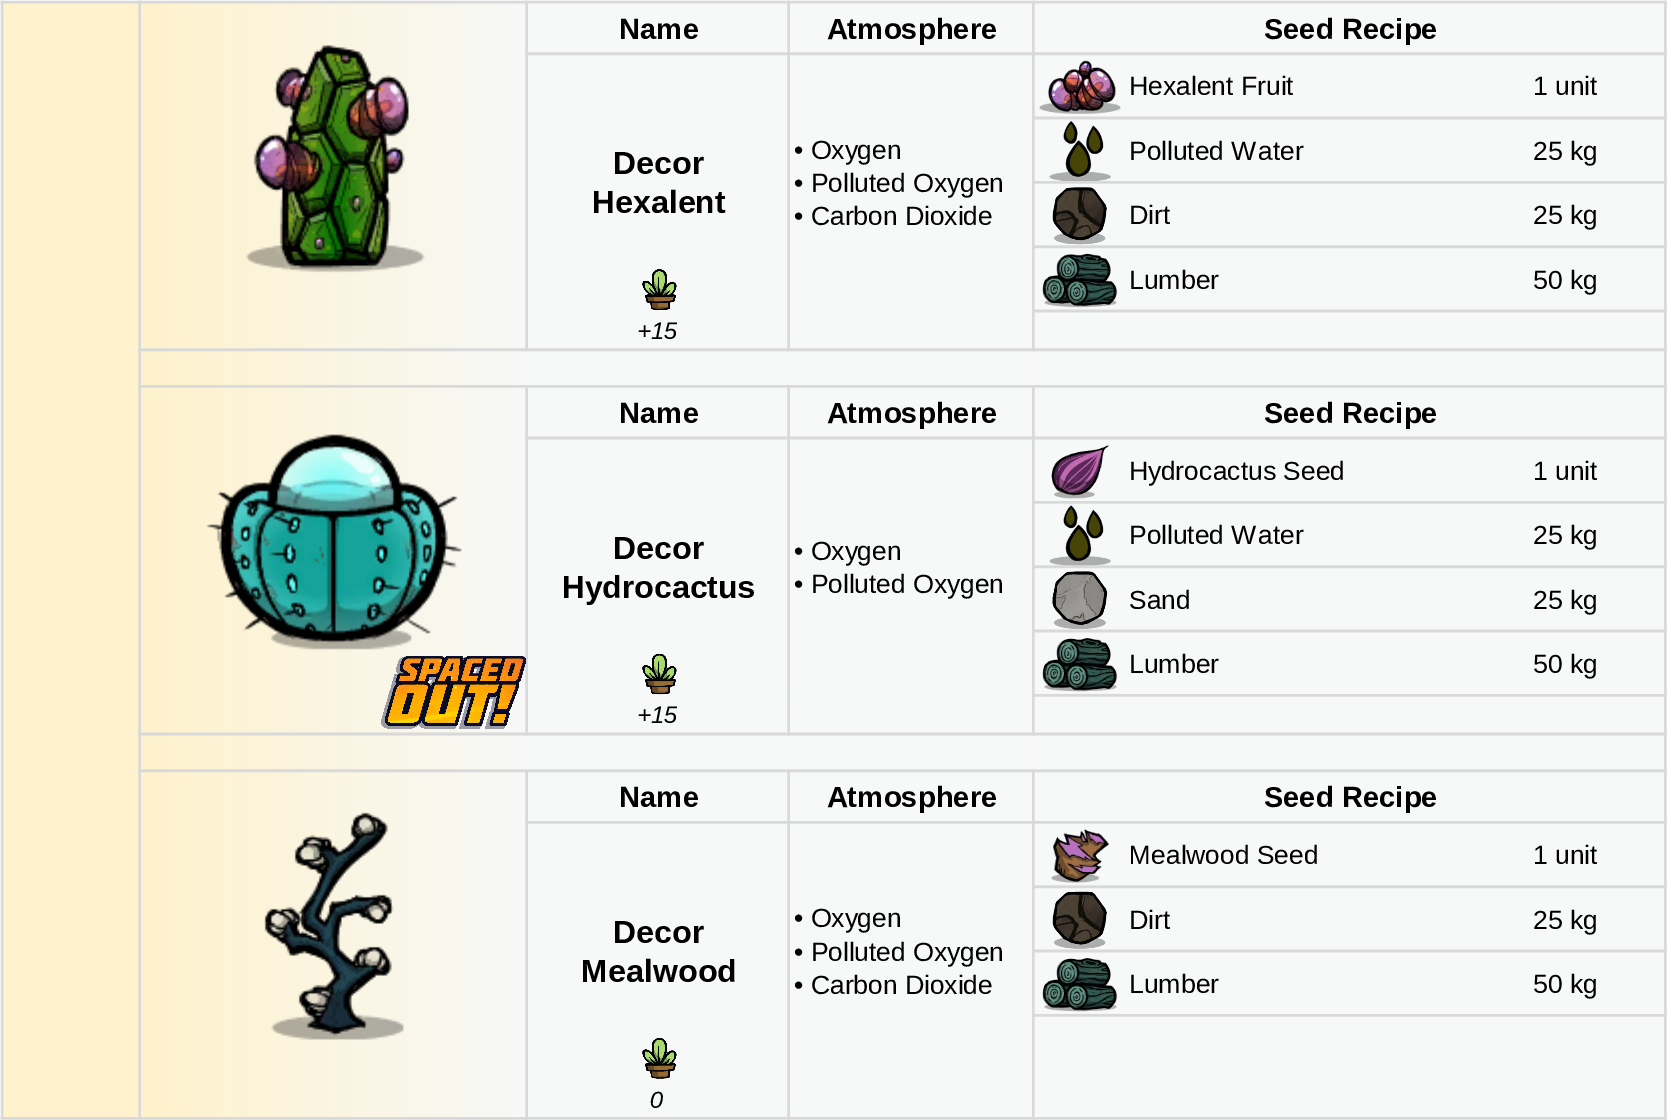 Name Atmosphere Seed Recipe
Hexalent Fruit 1 unit
Polluted Water 25 kg
Dirt 25 kg
Lumber 50 kg
Decor
Hexalent
• Oxygen
• Polluted Oxygen
• Carbon Dioxide
+15
Name Atmosphere Seed Recipe
Hydrocactus Seed 1 unit
Polluted Water 25 kg
Sand 25 kg
Lumber 50 kg
Decor
Hydrocactus
• Oxygen
• Polluted Oxygen
SPACED
OUT!
+15
Name Atmosphere Seed Recipe
Mealwood Seed 1 unit
Dirt 25 kg
Lumber 50 kg
Decor
Mealwood
• Oxygen
• Polluted Oxygen
• Carbon Dioxide
0